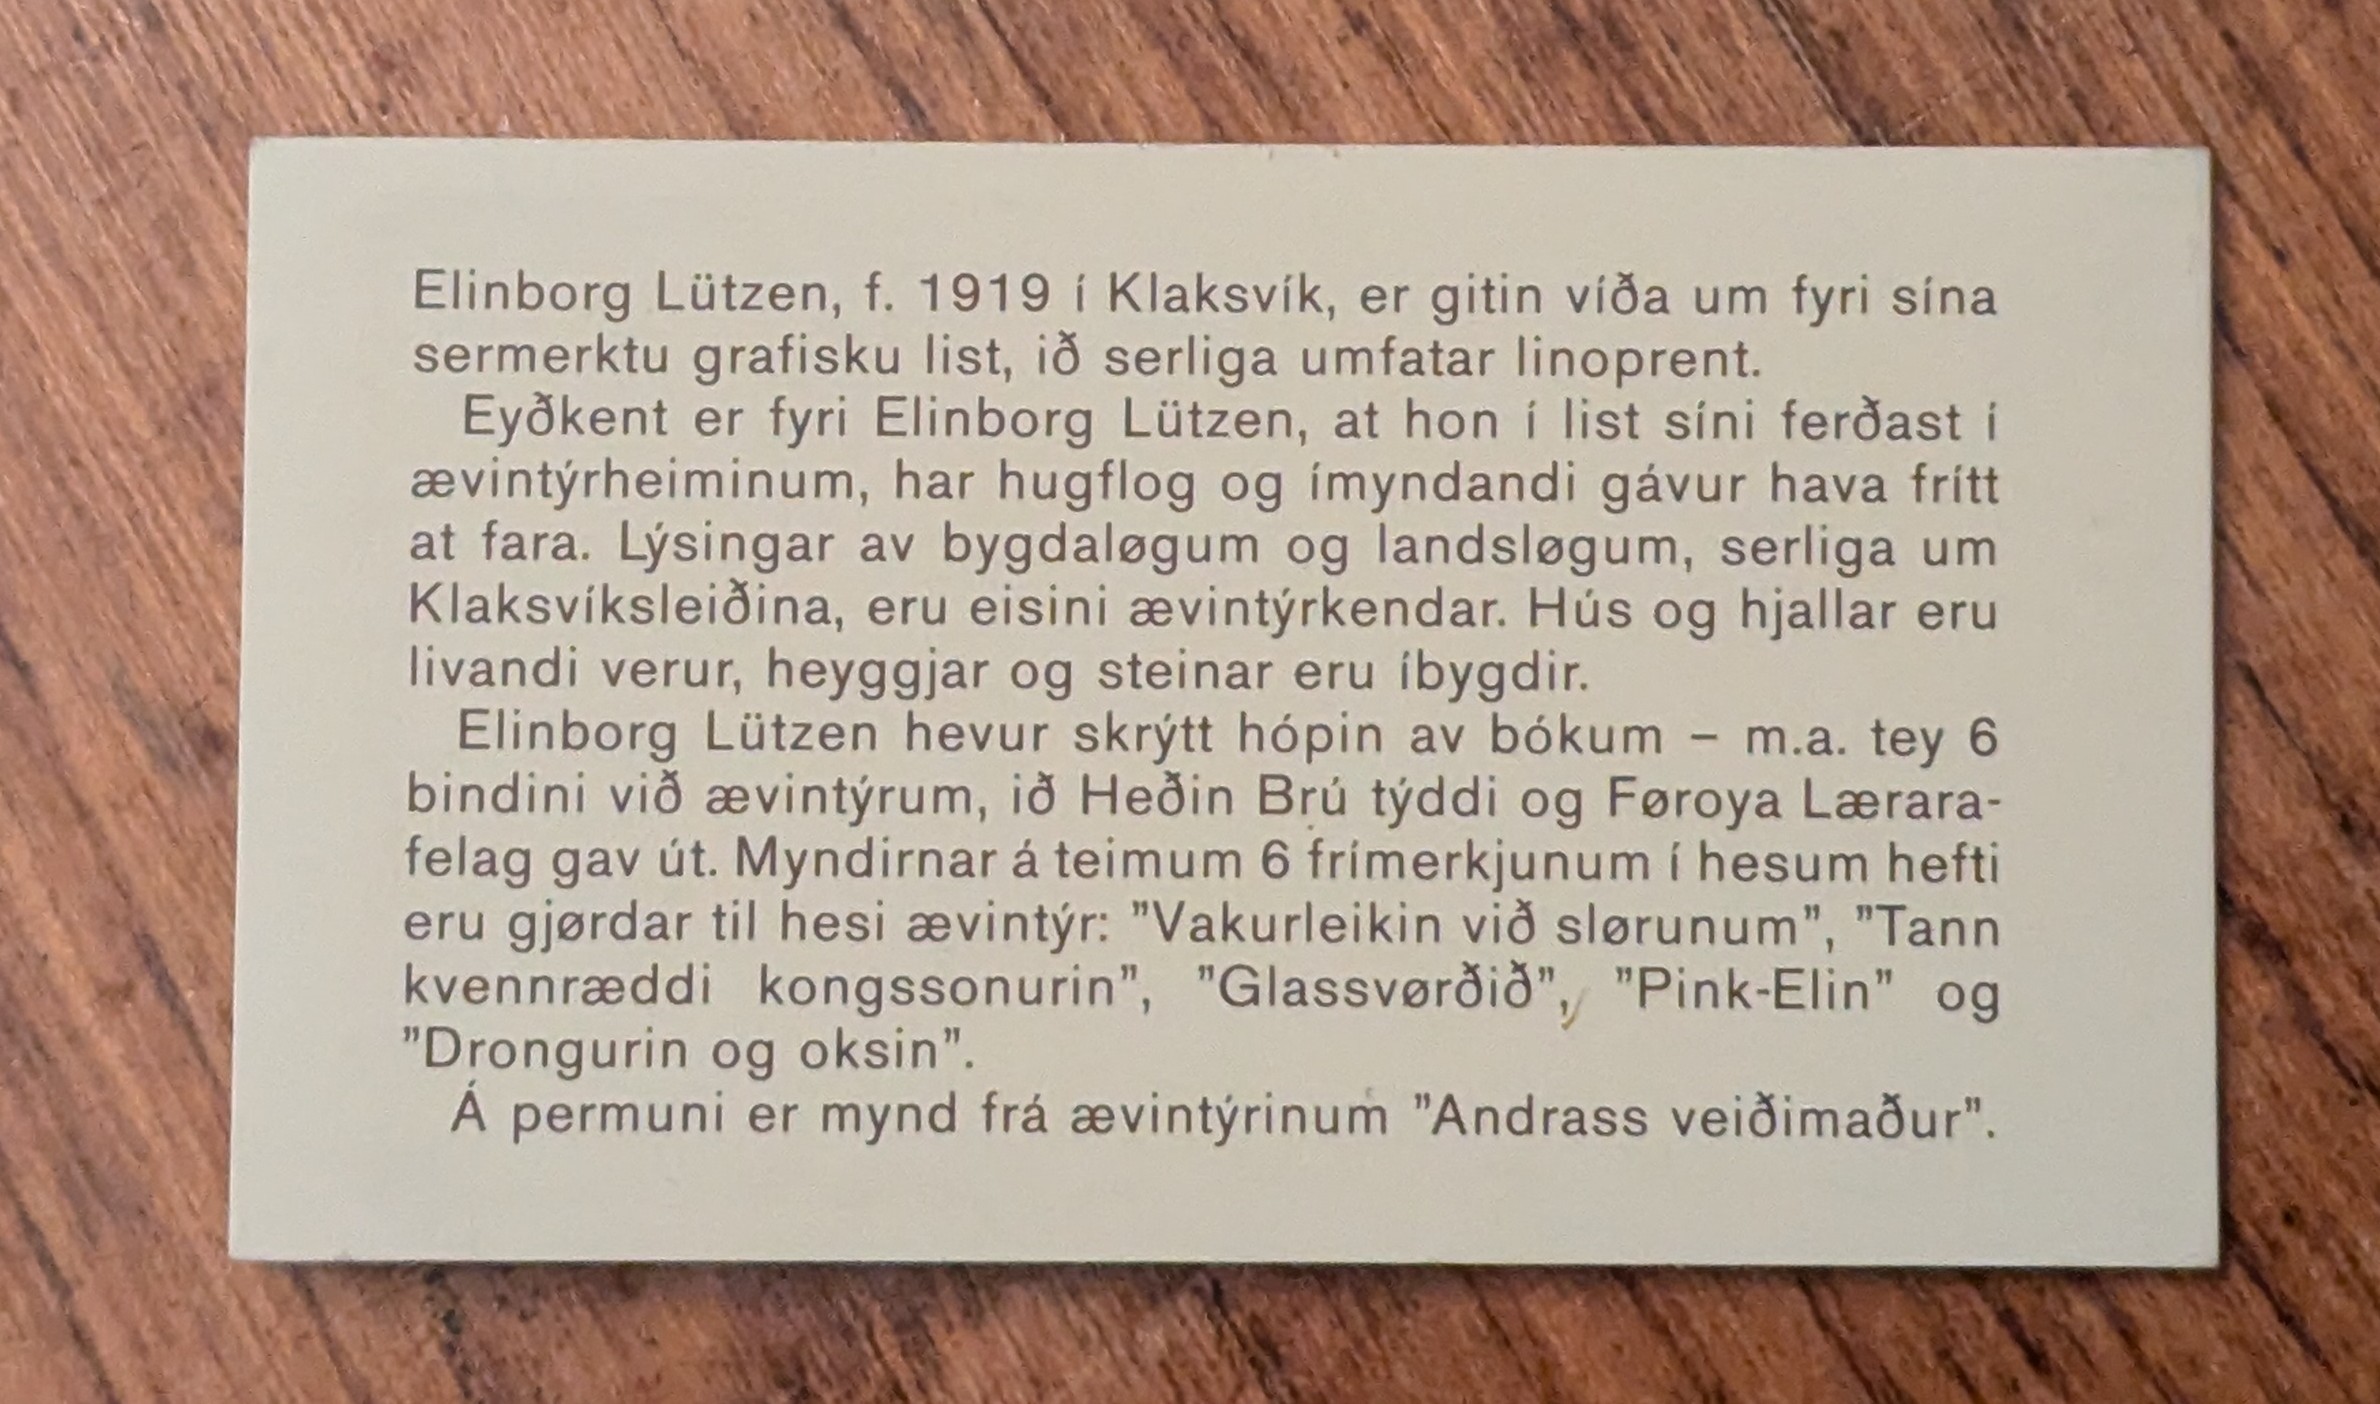 Elinborg Lützen, f. 1919 í Klaksvík, er gitin víða um fyri sína
sermerktu grafisku list, ið serliga umfatar linoprent.
Eyðkent er fyri Elinborg Lützen, at hon í list síni ferðast í
ævintýrheiminum, har hugflog og ímyndandi gávur hava frítt
at fara. Lýsingar av bygdaløgum og landsløgum, serliga um
Klaksvíksleiðina, eru eisini ævintýrkendar. Hús og hjallar eru
livandi verur, heyggjar og steinar eru íbygdir.
Elinborg Lützen hevur skrýtt hópin av bókum – m.a. tey 6
bindini við ævintýrum, ið Heðin Brú týddi og Føroya Lærara-
felag gav út. Myndirnar á teimum 6 frímerkjunum í hesum hefti
eru gjørdar til hesi ævintýr: ”Vakurleikin við slørunum”, ”Tann
kvennræddi kongssonurin”, ”Glassvørðið”, ”Pink-Elin” og
”Drongurin og oksin”.
Á permuni er mynd frá ævintýrinum ”Andrass veiðimaður”.